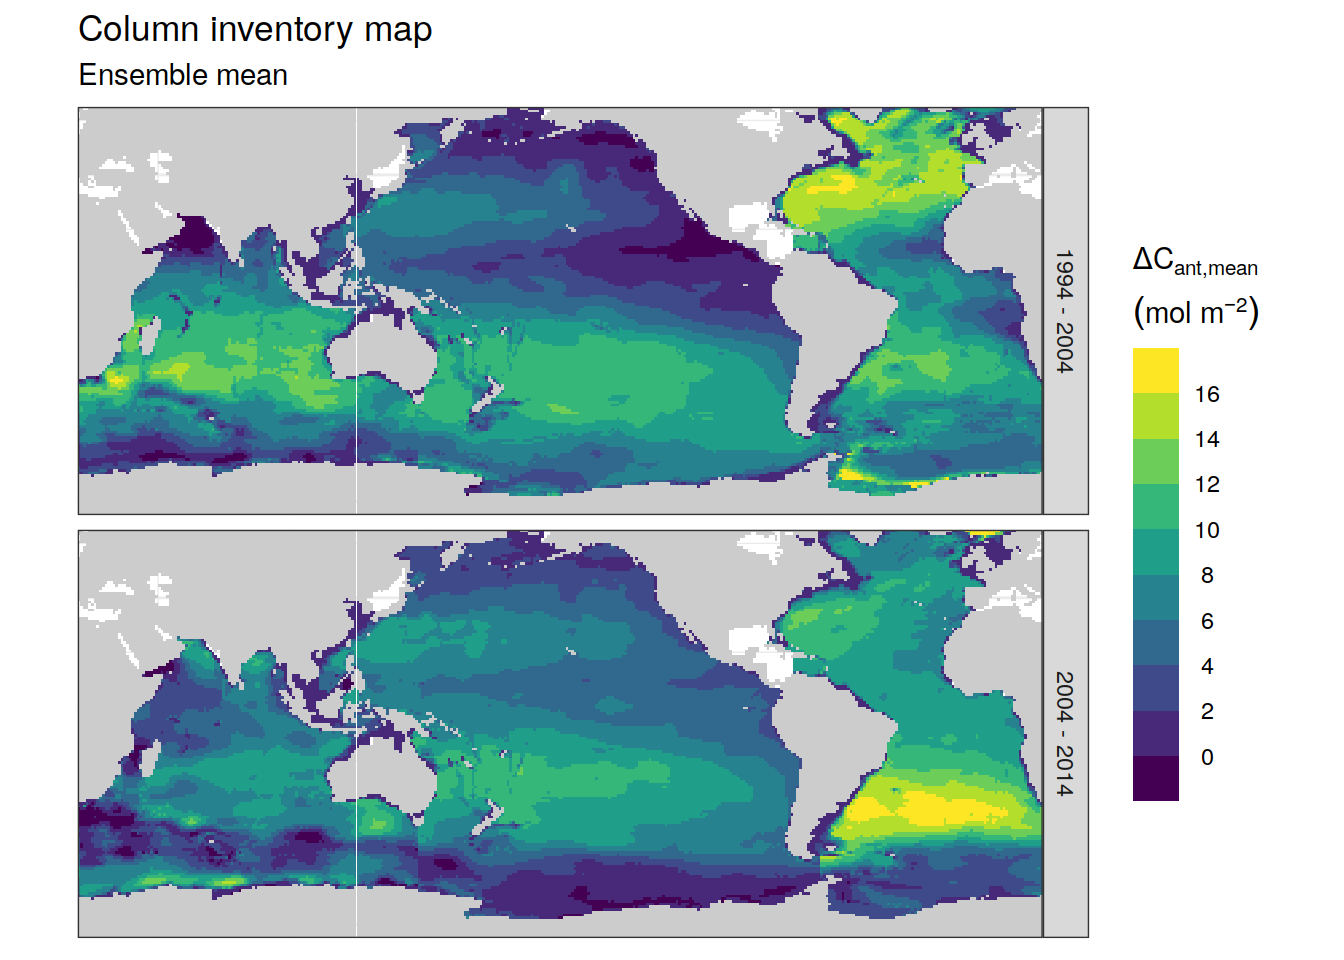 Column inventory map
Ensemble mean
1994 - 2004
2004 - 2014
ΔCant,mean
(mol m−2)
16
14
12
10
8
6
4
2
0